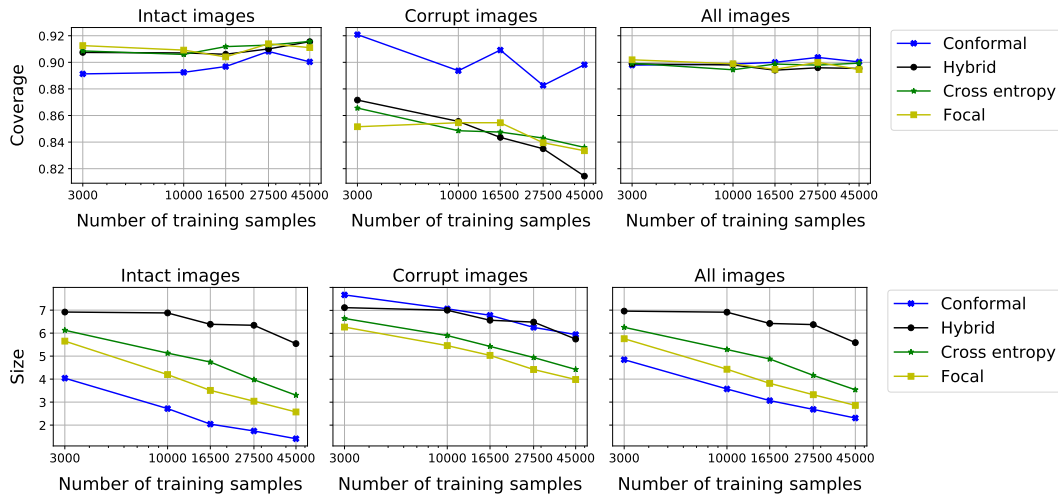 Intact images
Corrupt images
All images
Coverage
0.92
0.90
0.88
0.86
0.84
0.82
3000 10000 16500 27500 45000
3000 10000 16500 27500 45000
3000 10000 16500 27500 45000
Number of training samples
Number of training samples
Number of training samples
Conformal
Hybrid
Cross entropy
Focal
Intact images
Corrupt images
All images
Size
7
6
5
4
3
2
3000 10000 16500 27500 45000
3000 10000 16500 27500 45000
3000 10000 16500 27500 45000
Number of training samples
Number of training samples
Number of training samples
Conformal
Hybrid
Cross entropy
Focal